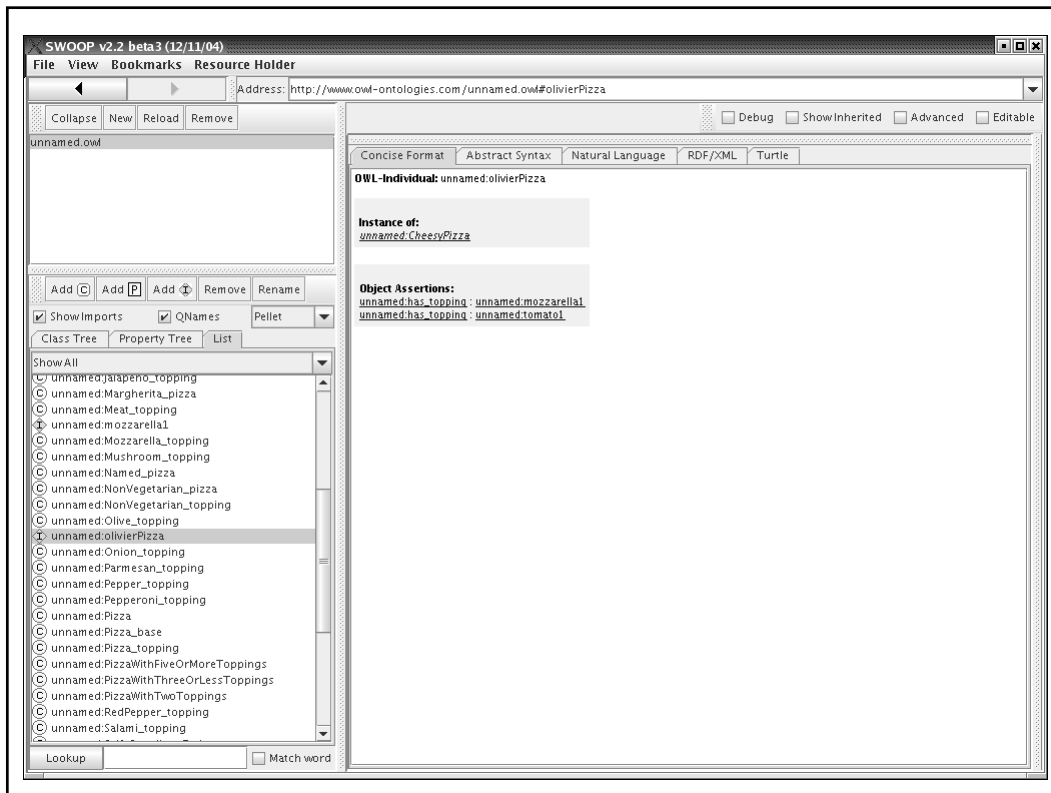 SWOOP v2.2 beta3 (12/11/04)
File View Bookmarks Resource Holder
Address: http://www.owl-ontologies.com/unnamed.owl#olivierPizza
Collapse New Reload Remove
Debug Show Inherited Advanced Editable
unnamed.owl
Concise Format Abstract Syntax Natural Language RDF/XML Turtle
OWL-Individual: unnamed:olivierPizza
Instance of:
unnamed:CheesyPizza
Object Assertions:
unnamed:has_topping : unnamed:mozzarella1
unnamed:has_topping : unnamed:tomato1
Add C Add P Add I Remove Rename
Show Imports QNames Pellet
Class Tree Property Tree List
Show All
C unnamed:Jalapeno_topping
C unnamed:Margherita_pizza
C unnamed:Meat_topping
I unnamed:mozzarella1
C unnamed:Mozzarella_topping
C unnamed:Mushroom_topping
C unnamed:Named_pizza
C unnamed:NonVegetarian_pizza
C unnamed:NonVegetarian_topping
C unnamed:Olive_topping
I unnamed:olivierPizza
C unnamed:Onion_topping
C unnamed:Parmesan_topping
C unnamed:Pepper_topping
C unnamed:Pepperoni_topping
C unnamed:Pizza
C unnamed:Pizza_base
C unnamed:Pizza_topping
C unnamed:PizzaWithFiveOrMoreToppings
C unnamed:PizzaWithThreeOrLessToppings
C unnamed:PizzaWithTwoToppings
C unnamed:RedPepper_topping
C unnamed:Salami_topping
Lookup Match word